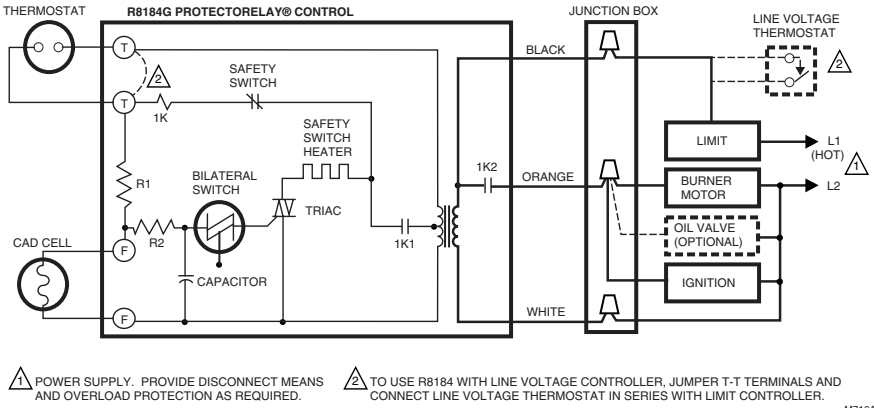 THERMOSTAT
R8184G PROTECTORELAY® CONTROL
JUNCTION BOX
LINE VOLTAGE
THERMOSTAT
T
2
BLACK
2
SAFETY
SWITCH
T
1K
SAFETY
SWITCH
HEATER
LIMIT
L1
(HOT)
1
1K2
ORANGE
BURNER
MOTOR
L2
R1
BILATERAL
SWITCH
TRIAC
R2
1K1
OIL VALVE
(OPTIONAL)
CAD CELL
F
CAPACITOR
IGNITION
WHITE
F
1 POWER SUPPLY. PROVIDE DISCONNECT MEANS
AND OVERLOAD PROTECTION AS REQUIRED.
2 TO USE R8184 WITH LINE VOLTAGE CONTROLLER, JUMPER T-T TERMINALS AND
CONNECT LINE VOLTAGE THERMOSTAT IN SERIES WITH LIMIT CONTROLLER.